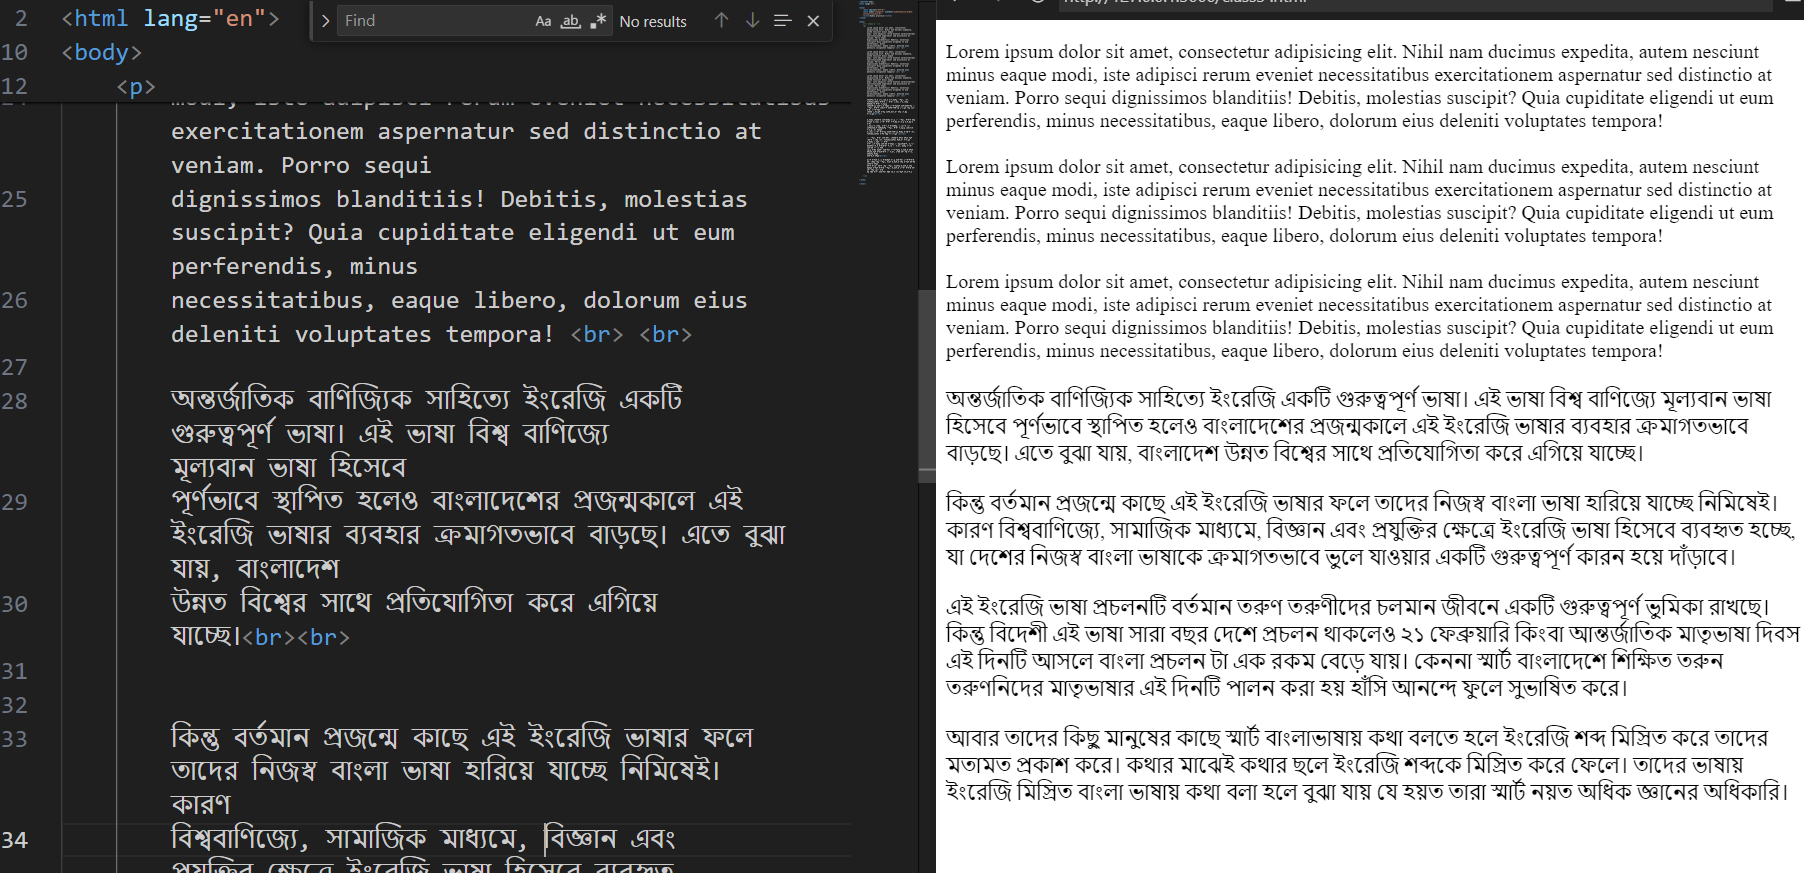 2 <html lang="en">
10 <body>
12 <p>
Find
Aa ab .* No results
exercitationem aspernatur sed distinctio at
veniam. Porro sequi
25 dignissimos blanditiis! Debitis, molestias
suscipit? Quia cupiditate eligendi ut eum
perferendis, minus
26 necessitatibus, eaque libero, dolorum eius
deleniti voluptates tempora! <br> <br>
27
28 অন্তর্জাতিক বাণিজ্যিক সাহিত্যে ইংরেজি একটি
গুরুত্বপূর্ণ ভাষা। এই ভাষা বিশ্ব বাণিজ্যে
মূল্যবান ভাষা হিসেবে
29 পূর্ণভাবে স্থাপিত হলেও বাংলাদেশের প্রজন্মকালে এই
ইংরেজি ভাষার ব্যবহার ক্রমাগতভাবে বাড়ছে। এতে বুঝা
যায়, বাংলাদেশ
30 উন্নত বিশ্বের সাথে প্রতিযোগিতা করে এগিয়ে
যাচ্ছে।<br><br>
31
32
33 কিন্তু বর্তমান প্রজন্মে কাছে এই ইংরেজি ভাষার ফলে
তাদের নিজস্ব বাংলা ভাষা হারিয়ে যাচ্ছে নিমিষেই।
কারণ
34 বিশ্ববাণিজ্যে, সামাজিক মাধ্যমে, বিজ্ঞান এবং
প্রযুক্তির ক্ষেত্রে ইংরেজি ভাষা হিসেবে ব্যবহৃত
Lorem ipsum dolor sit amet, consectetur adipisicing elit. Nihil nam ducimus expedita, autem nesciunt
minus eaque modi, iste adipisci rerum eveniet necessitatibus exercitationem aspernatur sed distinctio at
veniam. Porro sequi dignissimos blanditiis! Debitis, molestias suscipit? Quia cupiditate eligendi ut eum
perferendis, minus necessitatibus, eaque libero, dolorum eius deleniti voluptates tempora!
Lorem ipsum dolor sit amet, consectetur adipisicing elit. Nihil nam ducimus expedita, autem nesciunt
minus eaque modi, iste adipisci rerum eveniet necessitatibus exercitationem aspernatur sed distinctio at
veniam. Porro sequi dignissimos blanditiis! Debitis, molestias suscipit? Quia cupiditate eligendi ut eum
perferendis, minus necessitatibus, eaque libero, dolorum eius deleniti voluptates tempora!
Lorem ipsum dolor sit amet, consectetur adipisicing elit. Nihil nam ducimus expedita, autem nesciunt
minus eaque modi, iste adipisci rerum eveniet necessitatibus exercitationem aspernatur sed distinctio at
veniam. Porro sequi dignissimos blanditiis! Debitis, molestias suscipit? Quia cupiditate eligendi ut eum
perferendis, minus necessitatibus, eaque libero, dolorum eius deleniti voluptates tempora!
অন্তর্জাতিক বাণিজ্যিক সাহিত্যে ইংরেজি একটি গুরুত্বপূর্ণ ভাষা। এই ভাষা বিশ্ব বাণিজ্যে মূল্যবান ভাষা
হিসেবে পূর্ণভাবে স্থাপিত হলেও বাংলাদেশের প্রজন্মকালে এই ইংরেজি ভাষার ব্যবহার ক্রমাগতভাবে
বাড়ছে। এতে বুঝা যায়, বাংলাদেশ উন্নত বিশ্বের সাথে প্রতিযোগিতা করে এগিয়ে যাচ্ছে।
কিন্তু বর্তমান প্রজন্মে কাছে এই ইংরেজি ভাষার ফলে তাদের নিজস্ব বাংলা ভাষা হারিয়ে যাচ্ছে নিমিষেই।
কারণ বিশ্ববাণিজ্যে, সামাজিক মাধ্যমে, বিজ্ঞান এবং প্রযুক্তির ক্ষেত্রে ইংরেজি ভাষা হিসেবে ব্যবহৃত হচ্ছে,
যা দেশের নিজস্ব বাংলা ভাষাকে ক্রমাগতভাবে ভুলে যাওয়ার একটি গুরুত্বপূর্ণ কারন হয়ে দাঁড়াবে।
এই ইংরেজি ভাষা প্রচলনটি বর্তমান তরুণ তরুণীদের চলমান জীবনে একটি গুরুত্বপূর্ণ ভুমিকা রাখছে।
কিন্তু বিদেশী এই ভাষা সারা বছর দেশে প্রচলন থাকলেও ২১ ফেব্রুয়ারি কিংবা আন্তর্জাতিক মাতৃভাষা দিবস
এই দিনটি আসলে বাংলা প্রচলন টা এক রকম বেড়ে যায়। কেননা স্মার্ট বাংলাদেশে শিক্ষিত তরুন
তরুণনিদের মাতৃভাষার এই দিনটি পালন করা হয় হাঁসি আনন্দে ফুলে সুভাষিত করে।
আবার তাদের কিছু মানুষের কাছে স্মার্ট বাংলাভাষায় কথা বলতে হলে ইংরেজি শব্দ মিস্রিত করে তাদের
মতামত প্রকাশ করে। কথার মাঝেই কথার ছলে ইংরেজি শব্দকে মিস্রিত করে ফেলে। তাদের ভাষায়
ইংরেজি মিস্রিত বাংলা ভাষায় কথা বলা হলে বুঝা যায় যে হয়ত তারা স্মার্ট নয়ত অধিক জ্ঞানের অধিকারি।